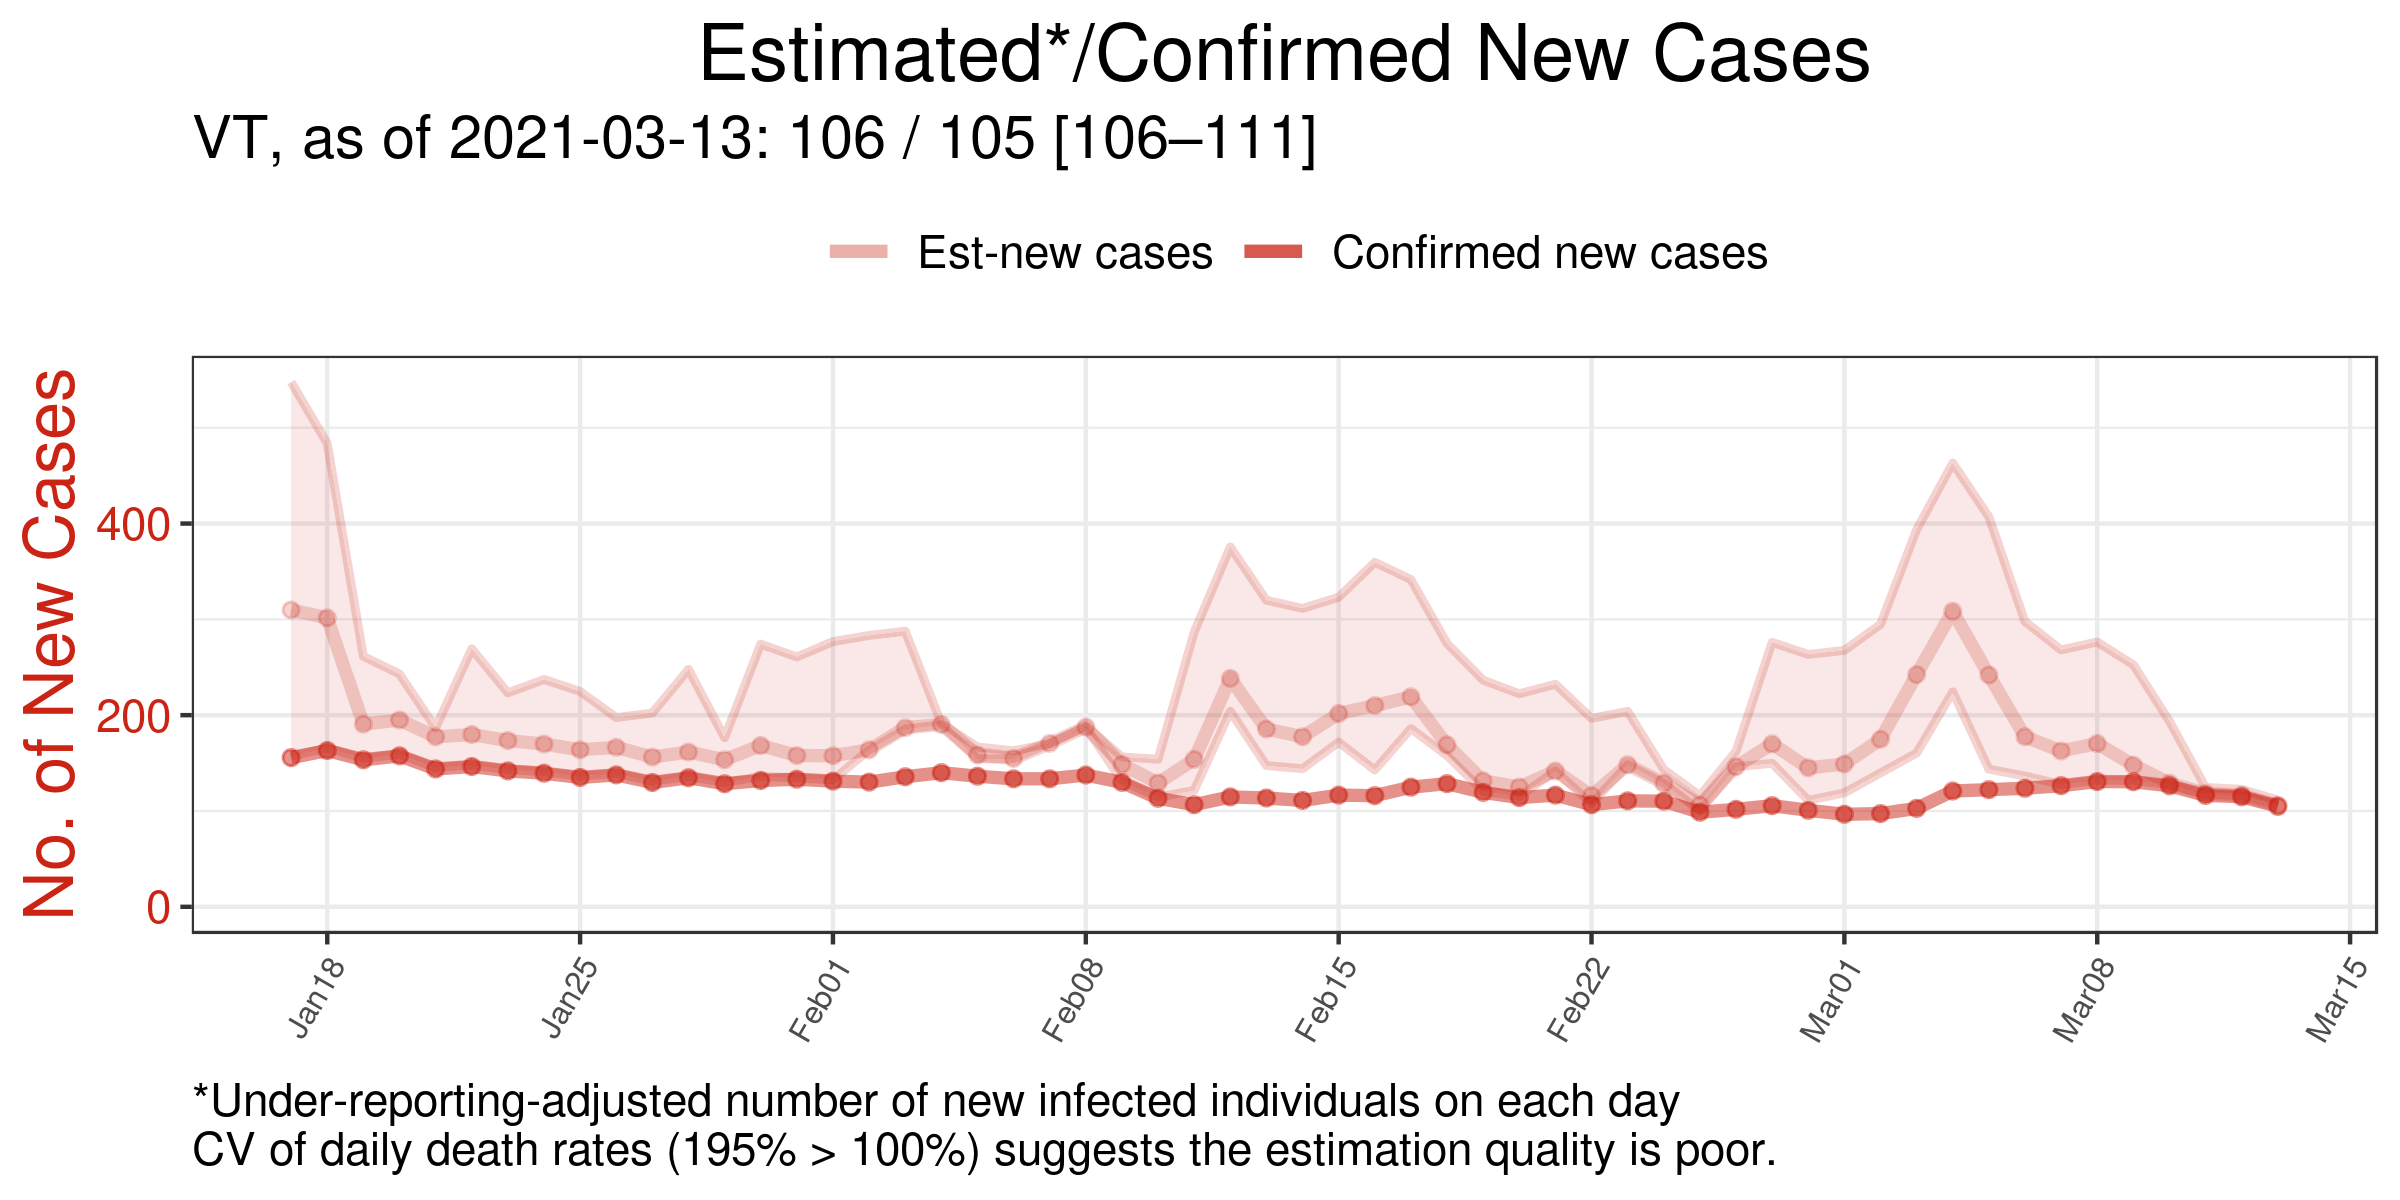 Estimated*/Confirmed New Cases
VT, as of 2021-03-13: 106 / 105 [106–111]
Est-new cases
Confirmed new cases
No. of New Cases
400
200
0
Jan18
Jan25
Feb01
Feb08
Feb15
Feb22
Mar01
Mar08
Mar15
*Under-reporting-adjusted number of new infected individuals on each day
CV of daily death rates (195% > 100%) suggests the estimation quality is poor.